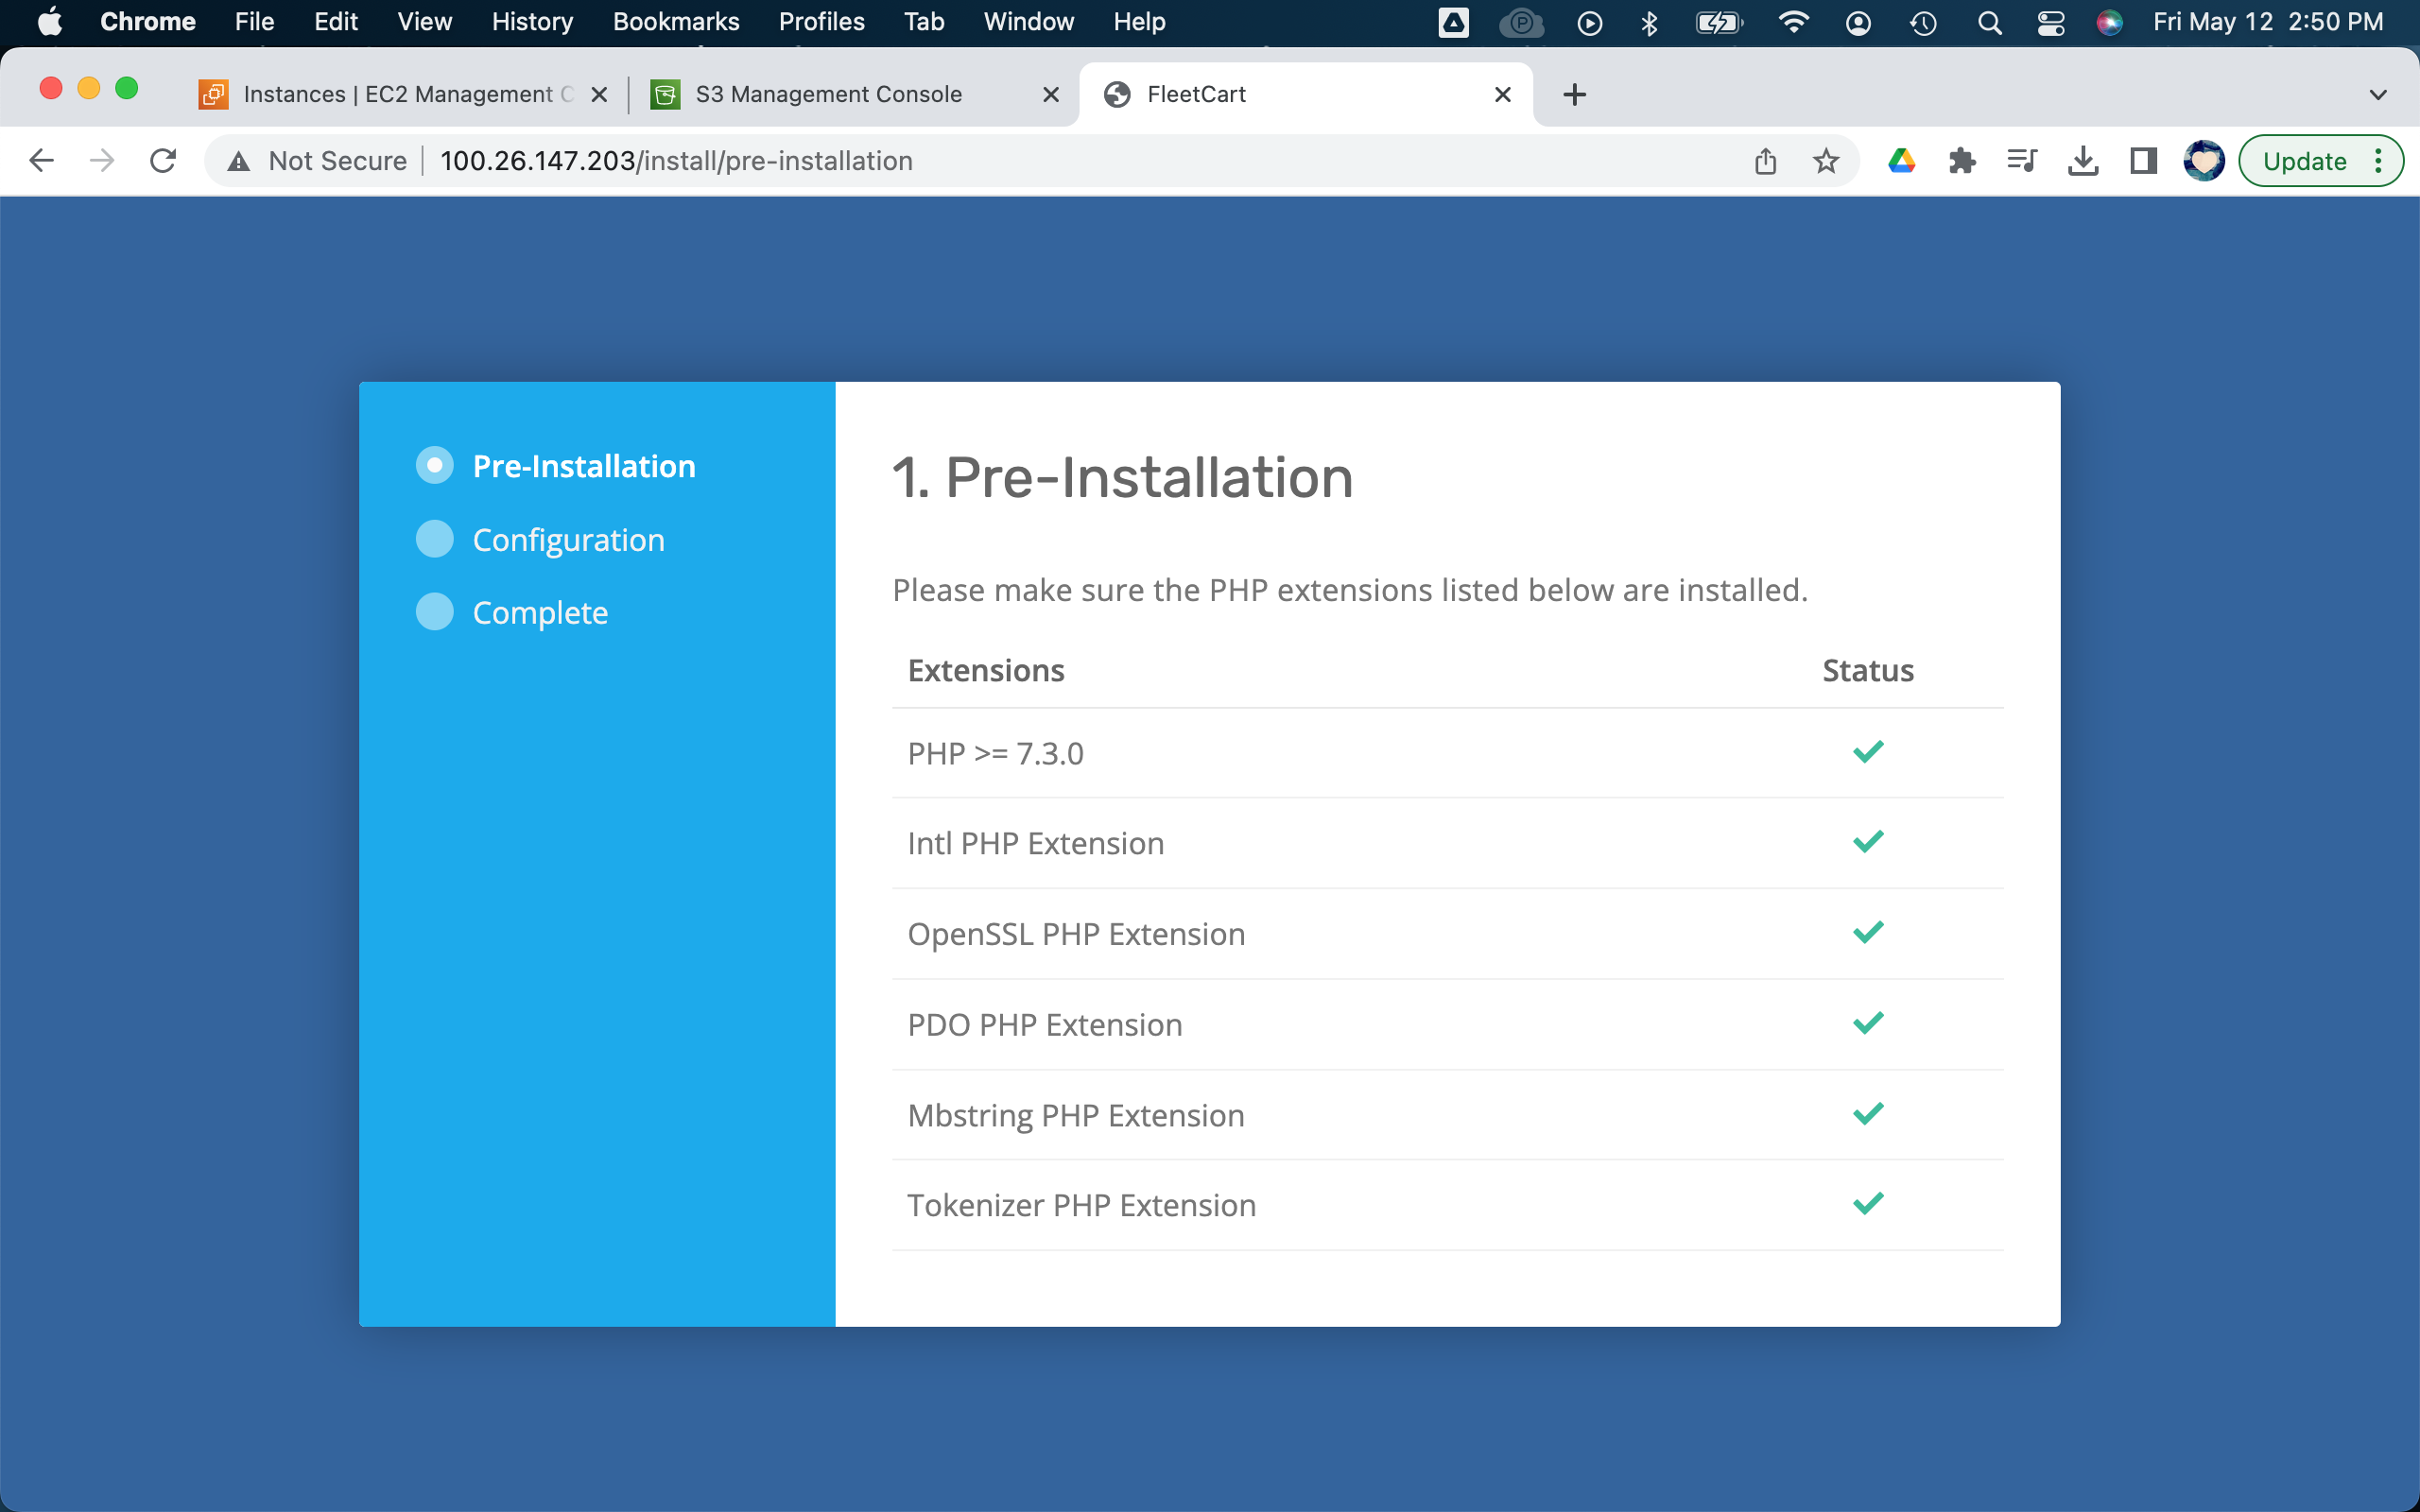 Chrome File Edit View History Bookmarks Profiles Tab Window Help Fri May 12 2:50 PM
Instances | EC2 Management C S3 Management Console FleetCart
Not Secure 100.26.147.203/install/pre-installation Update
Pre-Installation
Configuration
Complete
1. Pre-Installation
Please make sure the PHP extensions listed below are installed.
Extensions Status
PHP >= 7.3.0
Intl PHP Extension
OpenSSL PHP Extension
PDO PHP Extension
Mbstring PHP Extension
Tokenizer PHP Extension